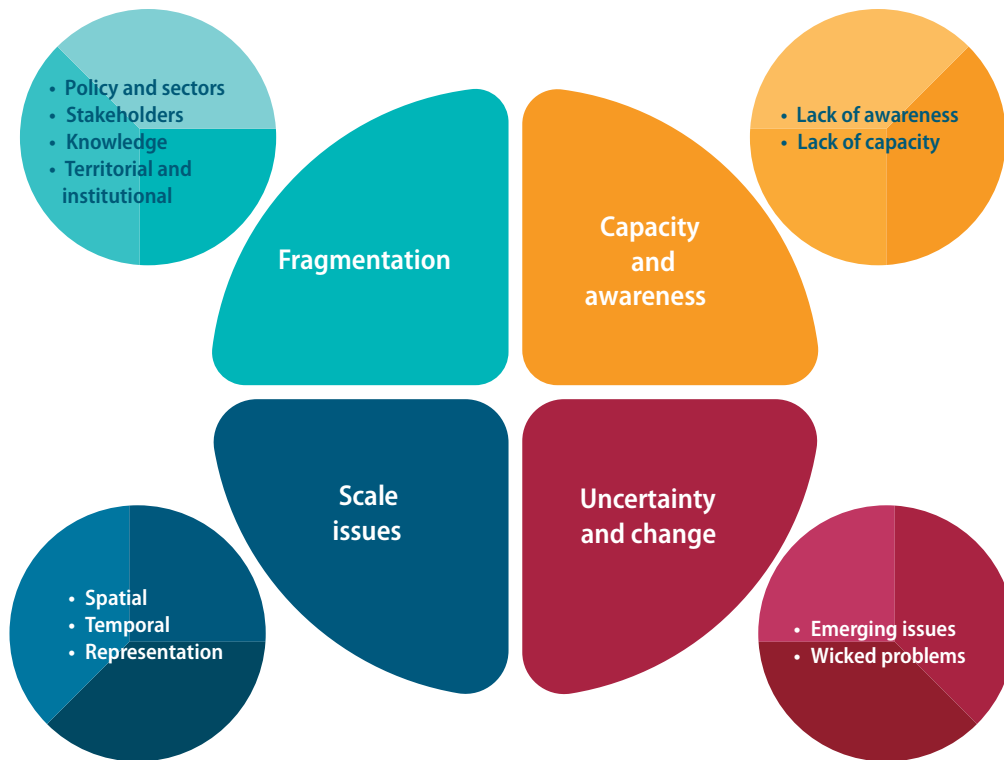 • Policy and sectors
• Stakeholders
• Knowledge
• Territorial and
institutional
Fragmentation
Capacity
and
awareness
• Lack of awareness
• Lack of capacity
Scale
issues
• Spatial
• Temporal
• Representation
Uncertainty
and change
• Emerging issues
• Wicked problems